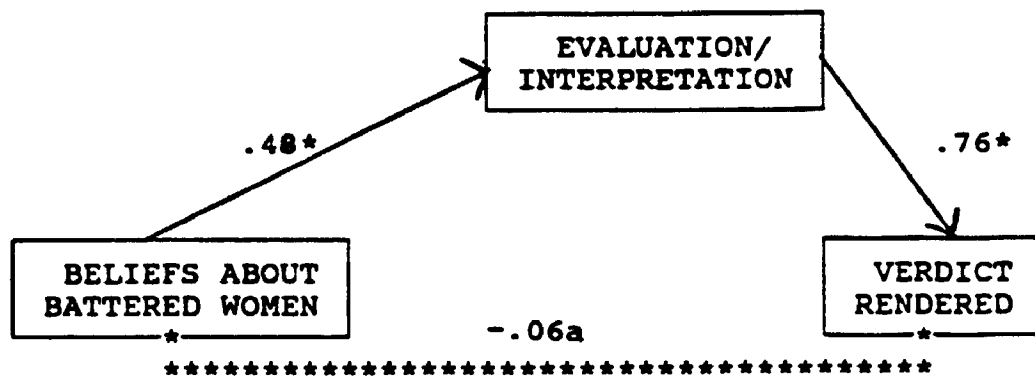 EVALUATION/
INTERPRETATION
.48*
.76*
BELIEFS ABOUT
BATTERED WOMEN
VERDICT
RENDERED
-.06a